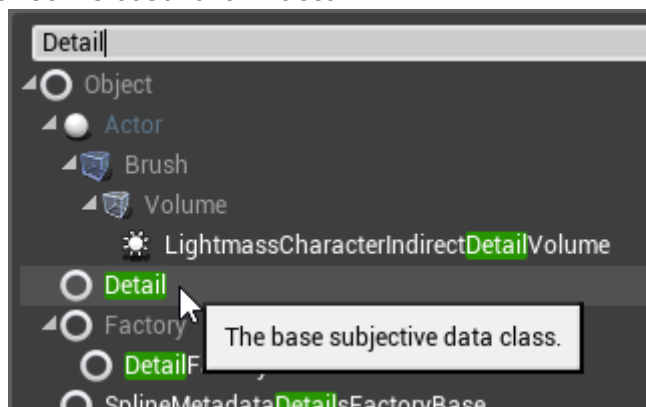 Detail
Object
Actor
Brush
Volume
LightmassCharacterIndirectDetailVolume
Detail
Factory
The base subjective data class.
SplineMetadataDetailsFactoryBase